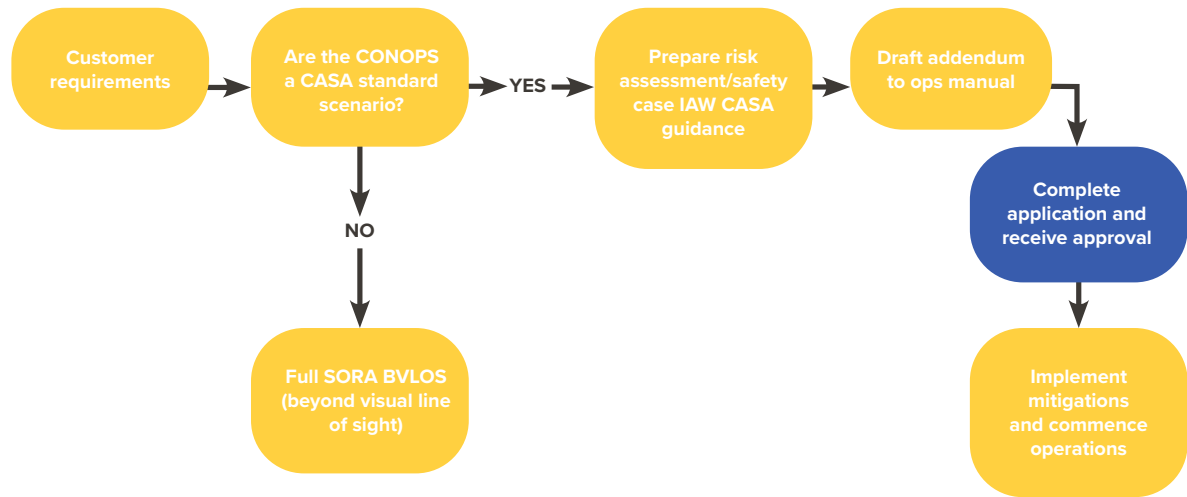 Customer
requirements
Are the CONOPS
a CASA standard
scenario?
YES
Prepare risk
assessment/safety
case IAW CASA
guidance
Draft addendum
to ops manual
Complete
application and
receive approval
NO
Full SORA BVLOS
(beyond visual line
of sight)
Implement
mitigations
and commence
operations